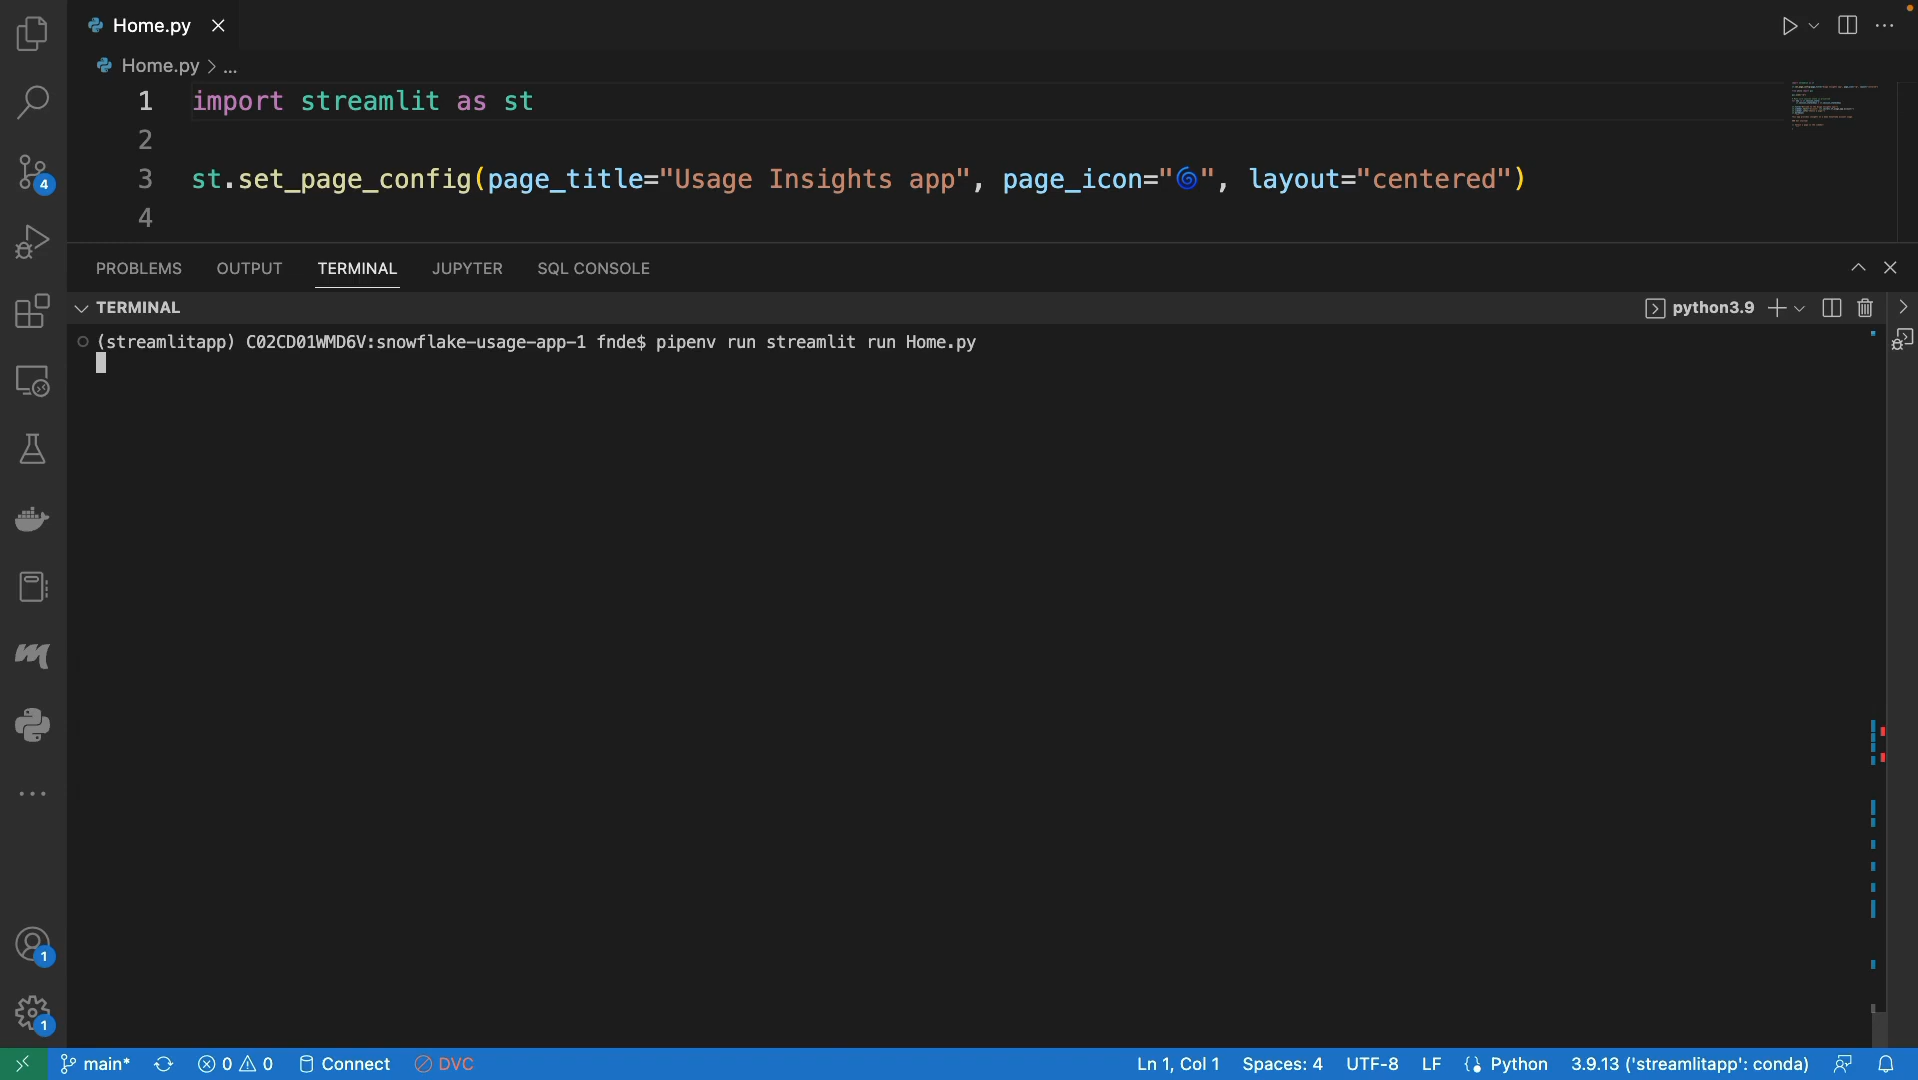 Home.py
Home.py > ...
1 import streamlit as st
2
3 st.set_page_config(page_title="Usage Insights app", page_icon="🌀", layout="centered")
4
PROBLEMS OUTPUT TERMINAL JUPYTER SQL CONSOLE
TERMINAL python3.9
(streamlitapp) C02CD01WMD6V:snowflake-usage-app-1 fnde$ pipenv run streamlit run Home.py
4
1
1
main* 0 0 Connect DVC Ln 1, Col 1 Spaces: 4 UTF-8 LF Python 3.9.13 ('streamlitapp': conda)